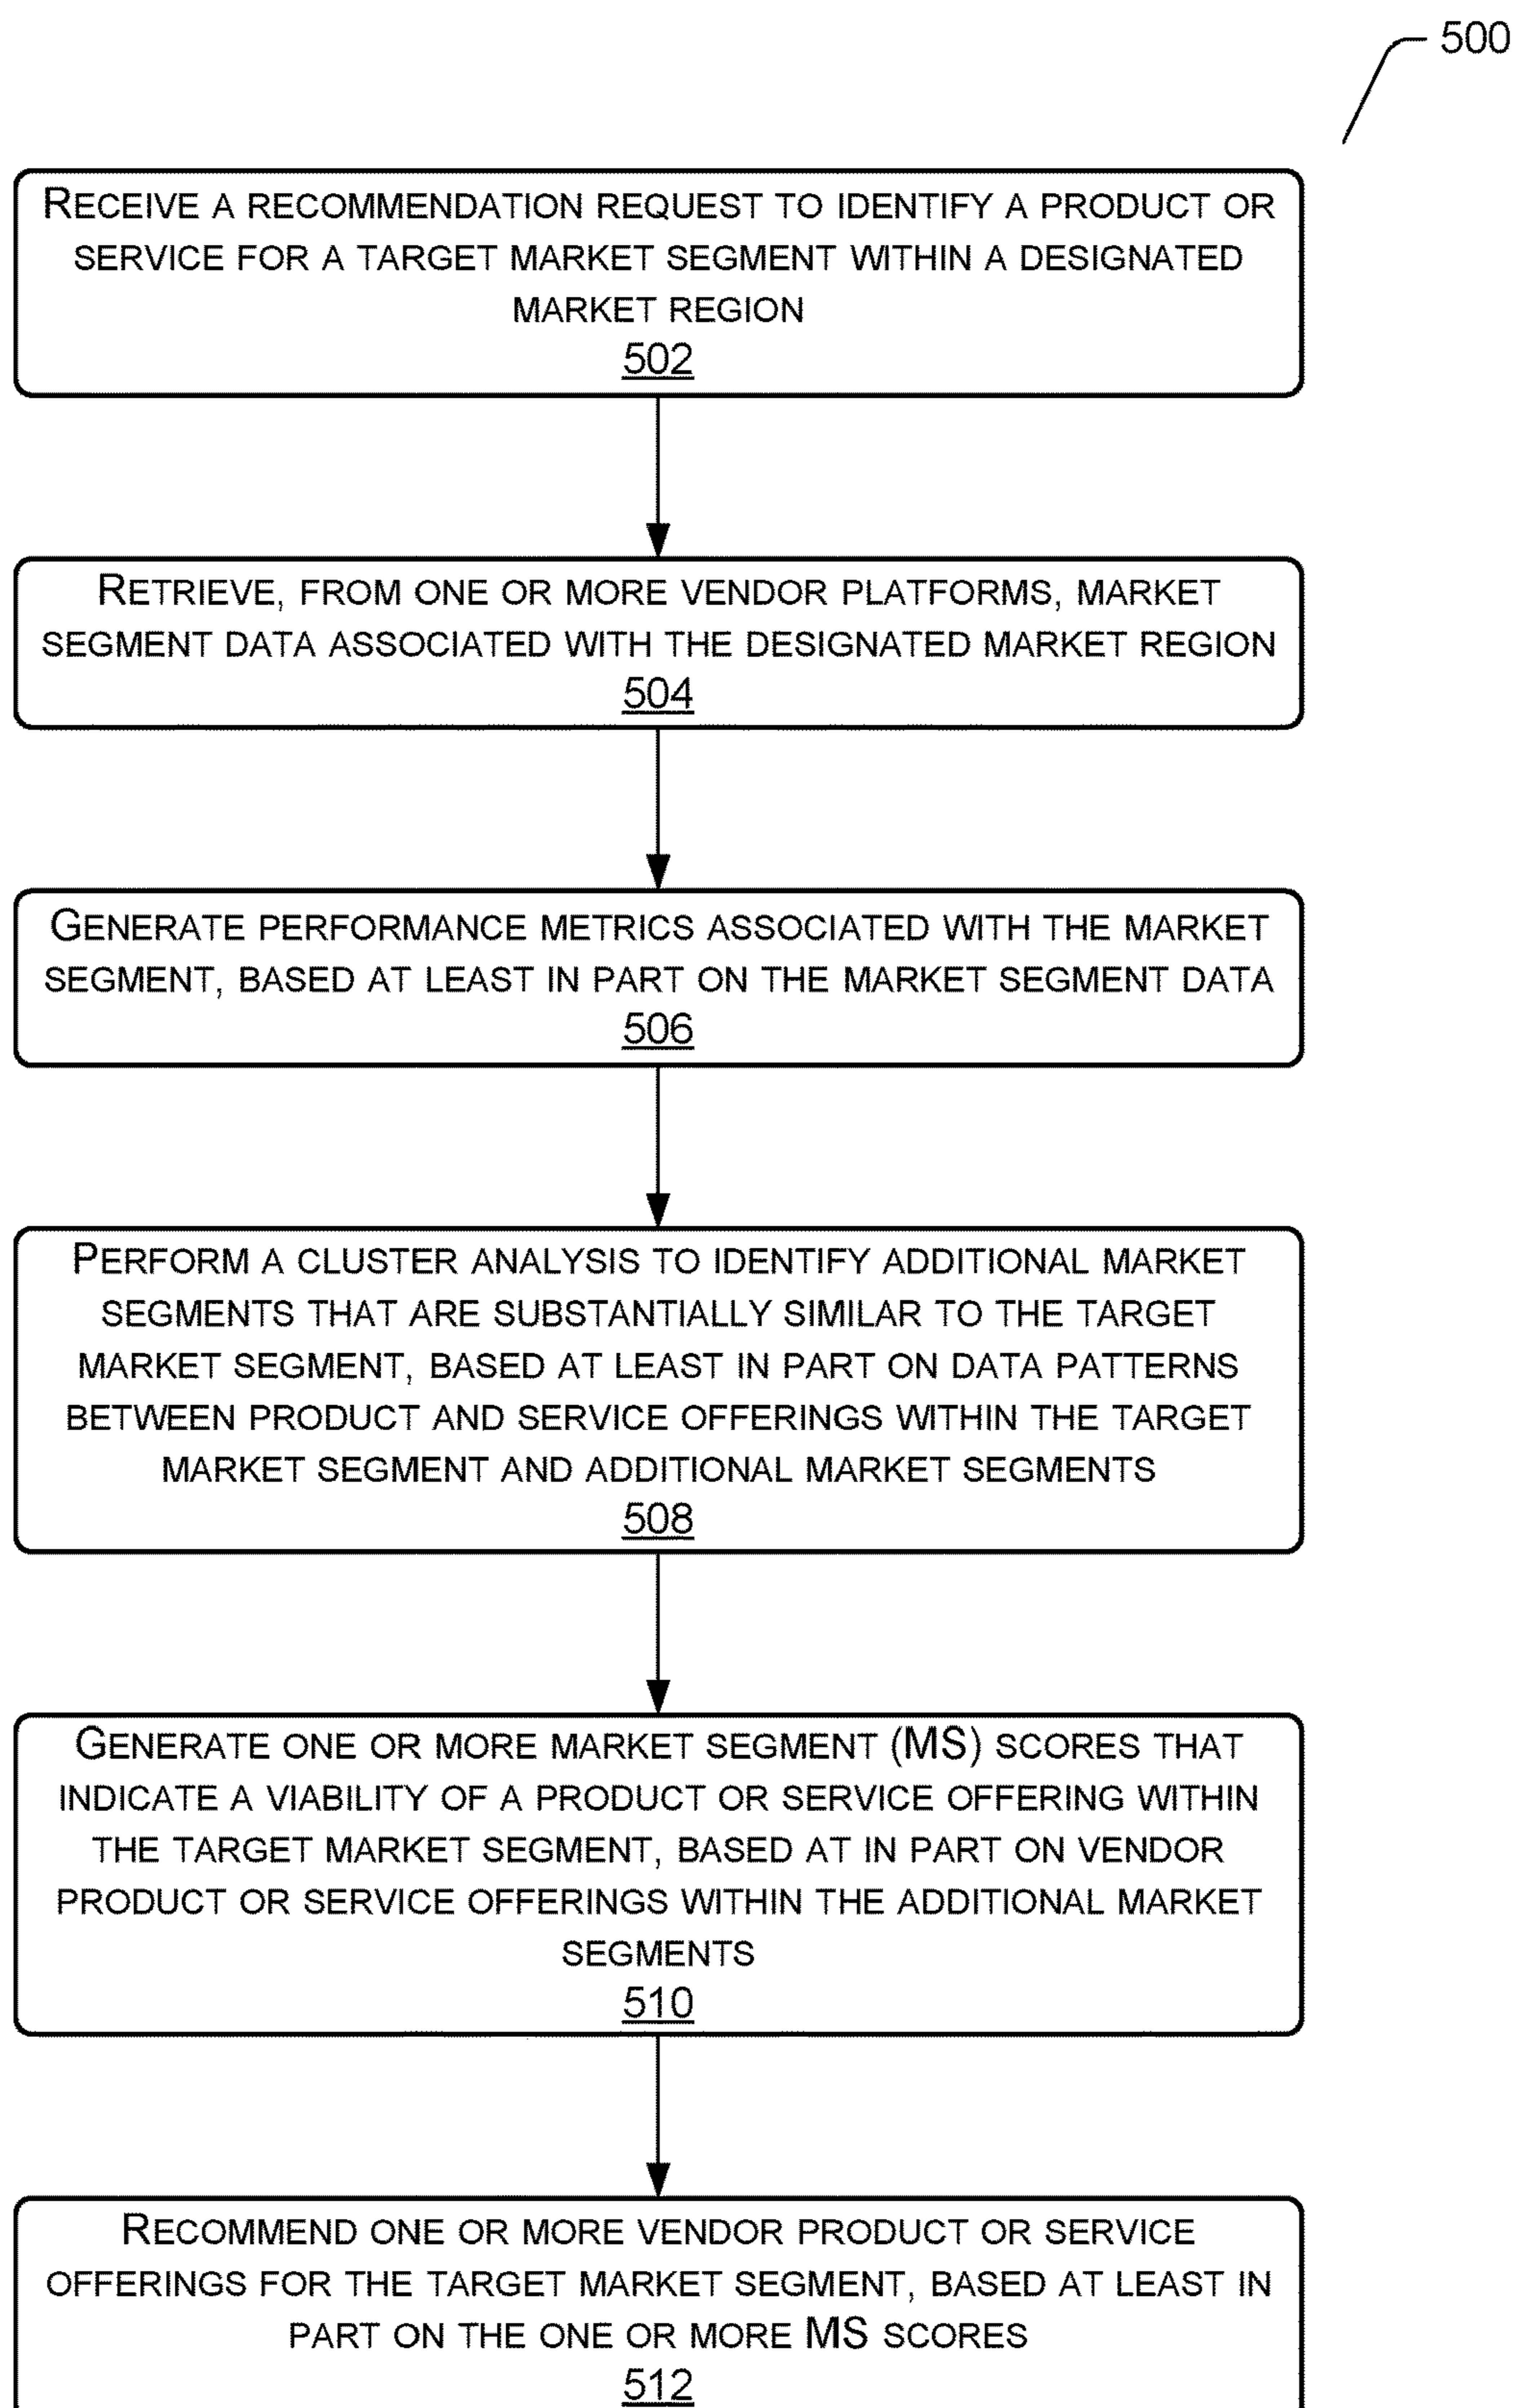 500
RECEIVE A RECOMMENDATION REQUEST TO IDENTIFY A PRODUCT OR
SERVICE FOR A TARGET MARKET SEGMENT WITHIN A DESIGNATED
MARKET REGION
502
RETRIEVE, FROM ONE OR MORE VENDOR PLATFORMS, MARKET
SEGMENT DATA ASSOCIATED WITH THE DESIGNATED MARKET REGION
504
GENERATE PERFORMANCE METRICS ASSOCIATED WITH THE MARKET
SEGMENT, BASED AT LEAST IN PART ON THE MARKET SEGMENT DATA
506
PERFORM A CLUSTER ANALYSIS TO IDENTIFY ADDITIONAL MARKET
SEGMENTS THAT ARE SUBSTANTIALLY SIMILAR TO THE TARGET
MARKET SEGMENT, BASED AT LEAST IN PART ON DATA PATTERNS
BETWEEN PRODUCT AND SERVICE OFFERINGS WITHIN THE TARGET
MARKET SEGMENT AND ADDITIONAL MARKET SEGMENTS
508
GENERATE ONE OR MORE MARKET SEGMENT (MS) SCORES THAT
INDICATE A VIABILITY OF A PRODUCT OR SERVICE OFFERING WITHIN
THE TARGET MARKET SEGMENT, BASED AT IN PART ON VENDOR
PRODUCT OR SERVICE OFFERINGS WITHIN THE ADDITIONAL MARKET
SEGMENTS
510
RECOMMEND ONE OR MORE VENDOR PRODUCT OR SERVICE
OFFERINGS FOR THE TARGET MARKET SEGMENT, BASED AT LEAST IN
PART ON THE ONE OR MORE MS SCORES
512